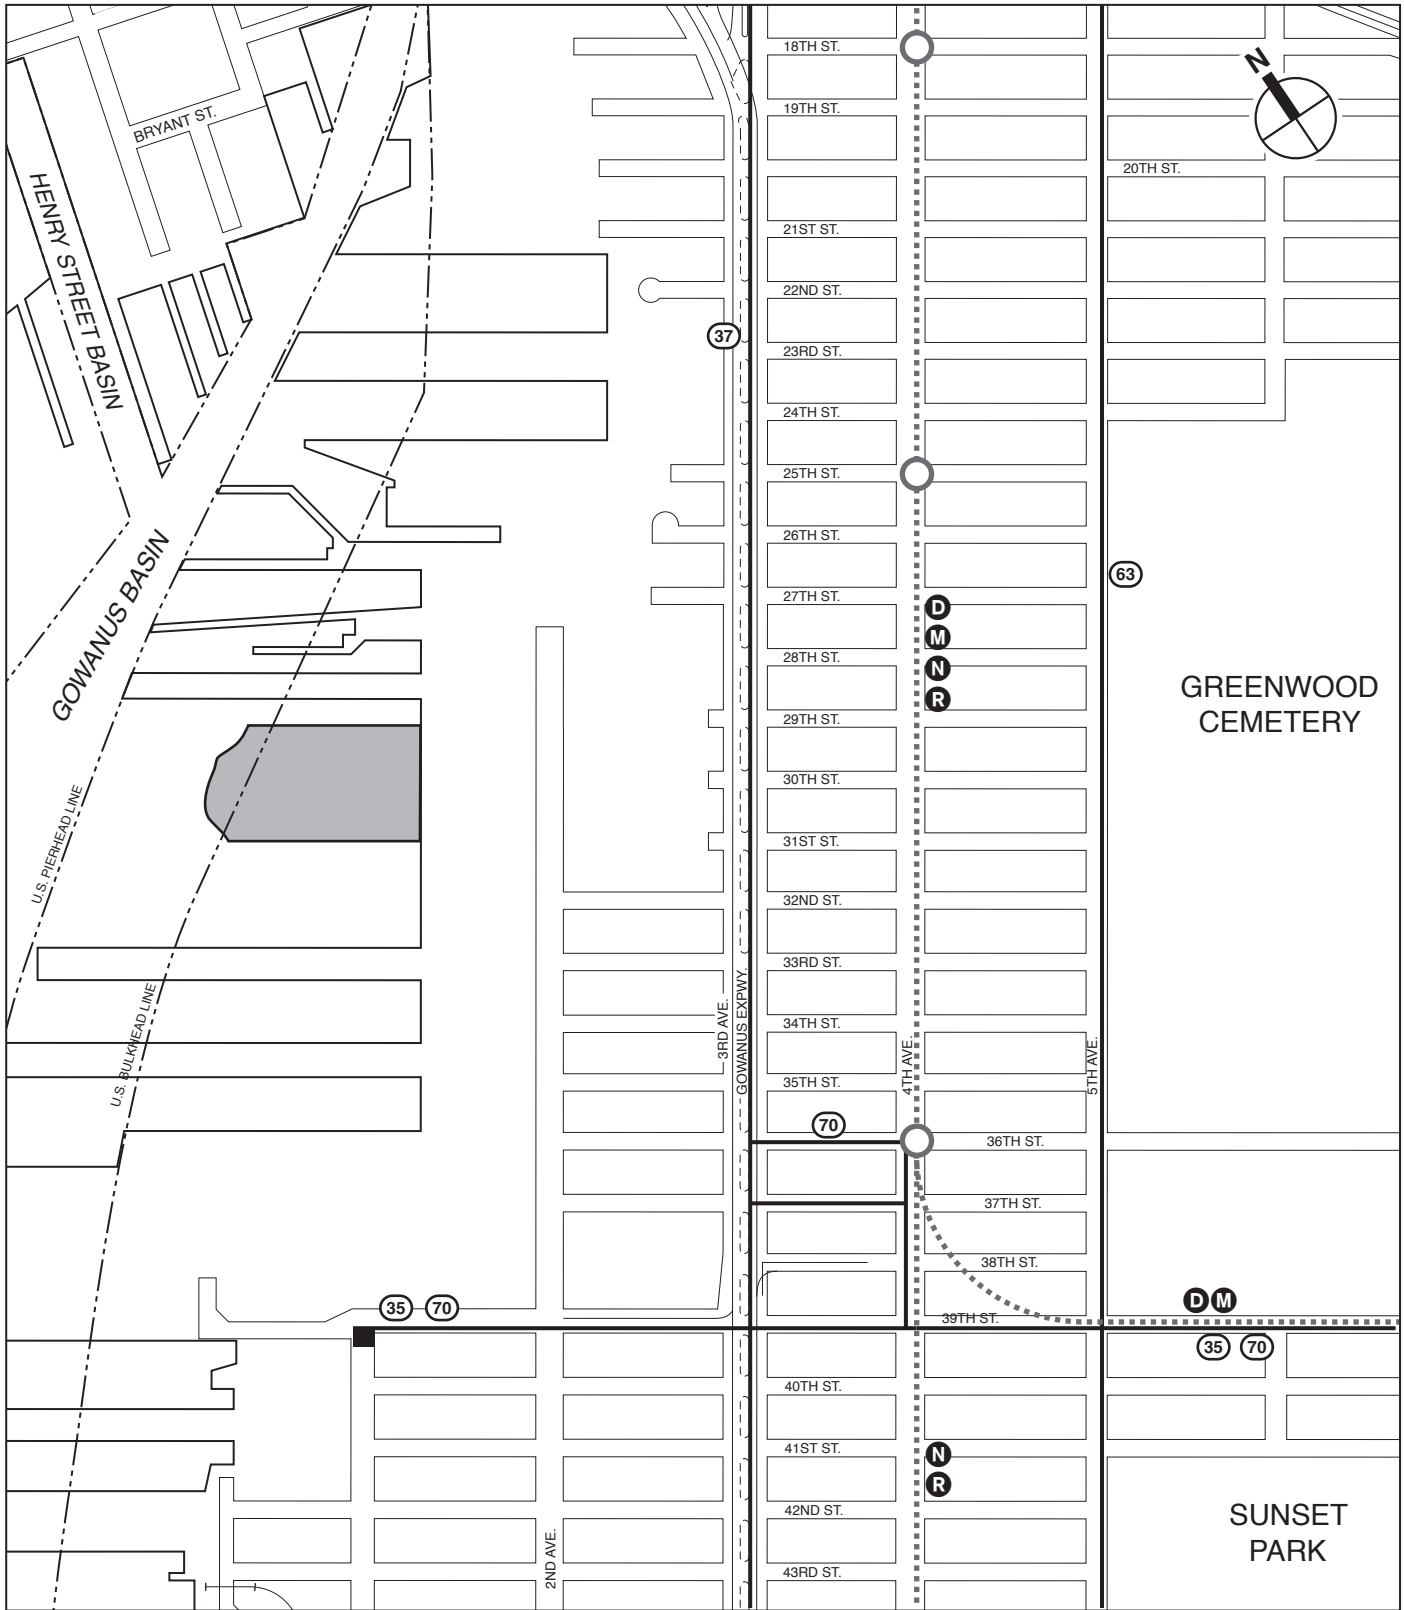 18TH ST.
N
19TH ST.
BRYANT ST.
20TH ST.
HENRY STREET BASIN
21ST ST.
22ND ST.
37
23RD ST.
24TH ST.
25TH ST.
26TH ST.
GOWANUS BASIN
63
27TH ST.
D
M
N
R
28TH ST.
GREENWOOD
CEMETERY
29TH ST.
30TH ST.
U.S. PIERHEAD LINE
31ST ST.
32ND ST.
33RD ST.
U.S. BULKHEAD LINE
3RD AVE.
GOWANUS EXPWY.
34TH ST.
4TH AVE.
5TH AVE.
35TH ST.
70
36TH ST.
37TH ST.
38TH ST.
35 70
D M
39TH ST.
35 70
40TH ST.
41ST ST.
N
R
42ND ST.
SUNSET
PARK
2ND AVE.
43RD ST.